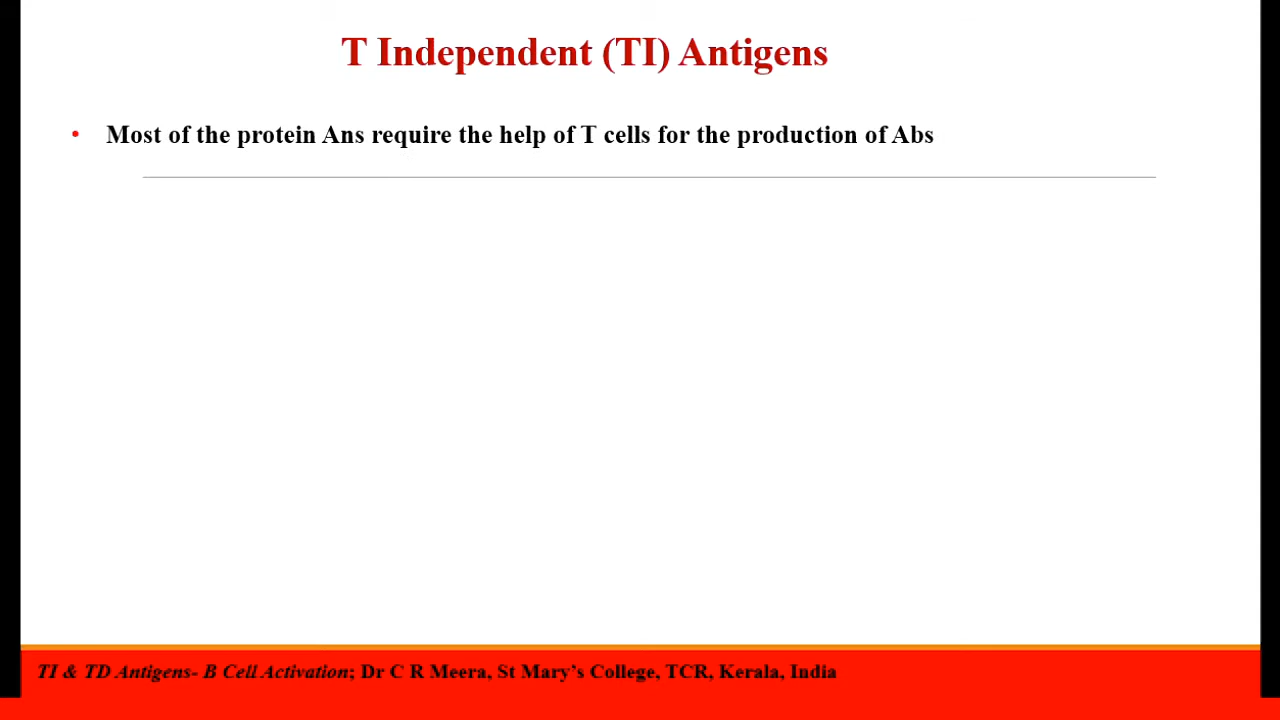 T Independent (TI) Antigens
• Most of the protein Ans require the help of T cells for the production of Abs
TI & TD Antigens- B Cell Activation; Dr C R Meera, St Mary’s College, TCR, Kerala, India